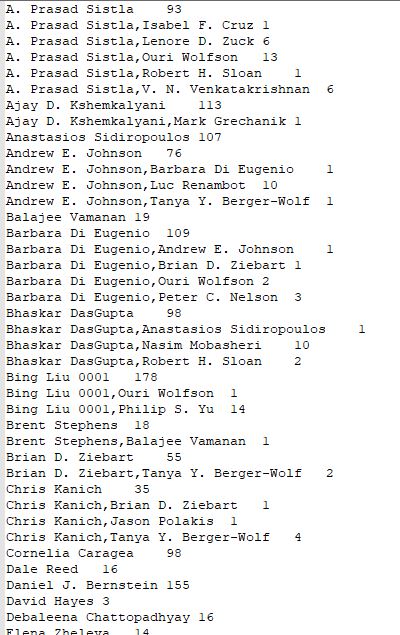 A. Prasad Sistla    93
A. Prasad Sistla,Isabel F. Cruz 1
A. Prasad Sistla,Lenore D. Zuck 6
A. Prasad Sistla,Ouri Wolfson   13
A. Prasad Sistla,Robert H. Sloan    1
A. Prasad Sistla,V. N. Venkatakrishnan  6
Ajay D. Kshemkalyani    113
Ajay D. Kshemkalyani,Mark Grechanik 1
Anastasios Sidiropoulos 107
Andrew E. Johnson   76
Andrew E. Johnson,Barbara Di Eugenio    1
Andrew E. Johnson,Luc Renambot  10
Andrew E. Johnson,Tanya Y. Berger-Wolf  1
Balajee Vamanan 19
Barbara Di Eugenio  109
Barbara Di Eugenio,Andrew E. Johnson    1
Barbara Di Eugenio,Brian D. Ziebart 1
Barbara Di Eugenio,Ouri Wolfson 2
Barbara Di Eugenio,Peter C. Nelson  3
Bhaskar DasGupta    98
Bhaskar DasGupta,Anastasios Sidiropoulos    1
Bhaskar DasGupta,Nasim Mobasheri    10
Bhaskar DasGupta,Robert H. Sloan    2
Bing Liu 0001   178
Bing Liu 0001,Ouri Wolfson  1
Bing Liu 0001,Philip S. Yu  14
Brent Stephens  18
Brent Stephens,Balajee Vamanan  1
Brian D. Ziebart    55
Brian D. Ziebart,Tanya Y. Berger-Wolf   2
Chris Kanich    35
Chris Kanich,Brian D. Ziebart   1
Chris Kanich,Jason Polakis  1
Chris Kanich,Tanya Y. Berger-Wolf   4
Cornelia Caragea    98
Dale Reed   16
Daniel J. Bernstein 155
David Hayes 3
Debaleena Chattopadhyay 16
Elena Zheleva   14